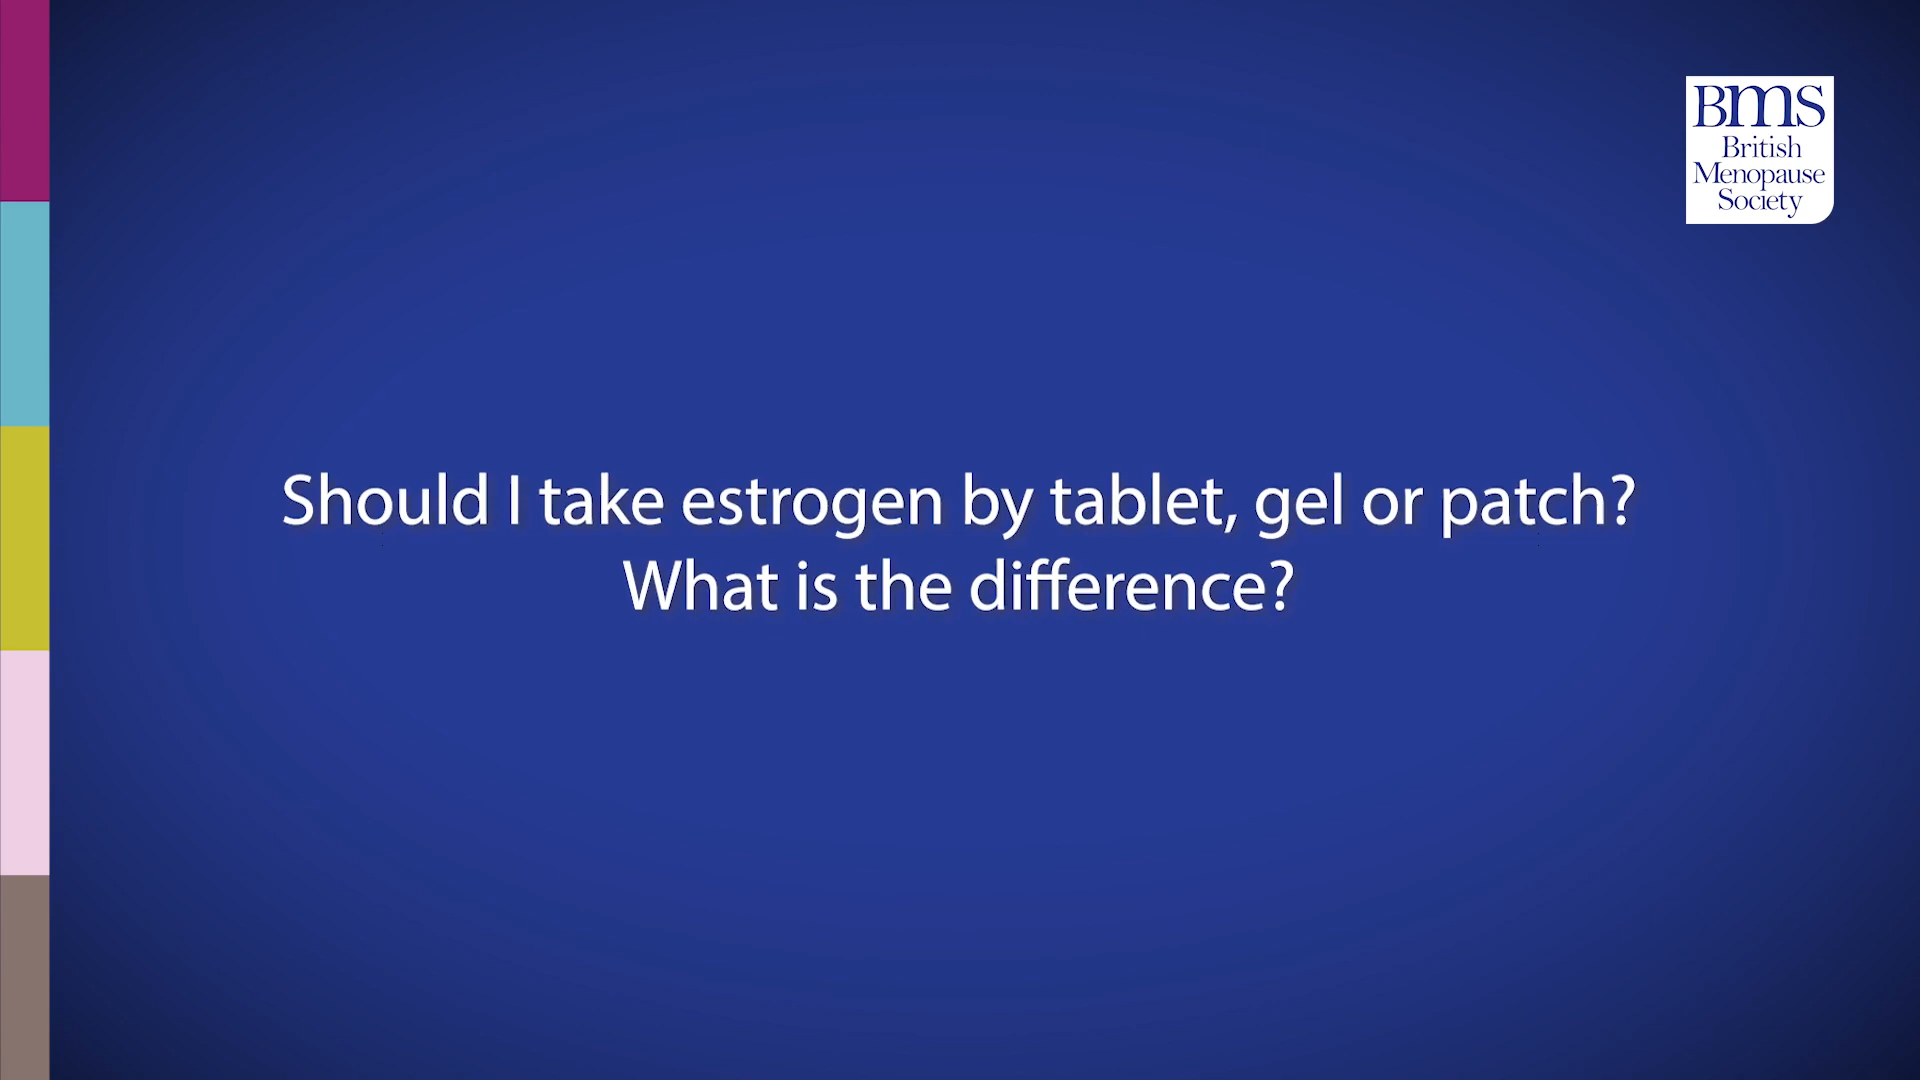 BMS
British
Menopause
Society
Should I take estrogen by tablet, gel or patch?
What is the difference?